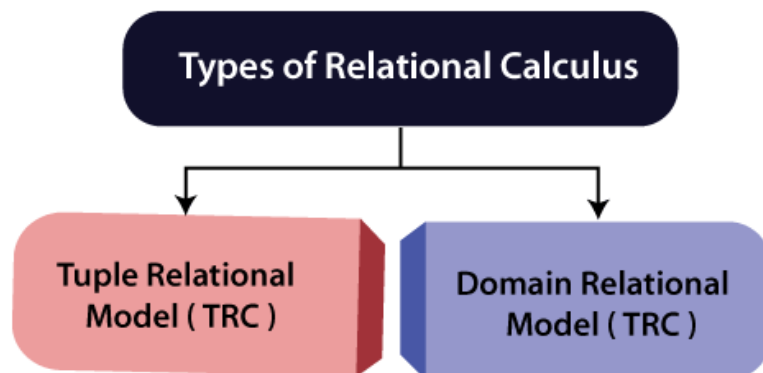 Types of Relational Calculus
Tuple Relational
Model ( TRC )
Domain Relational
Model ( TRC )